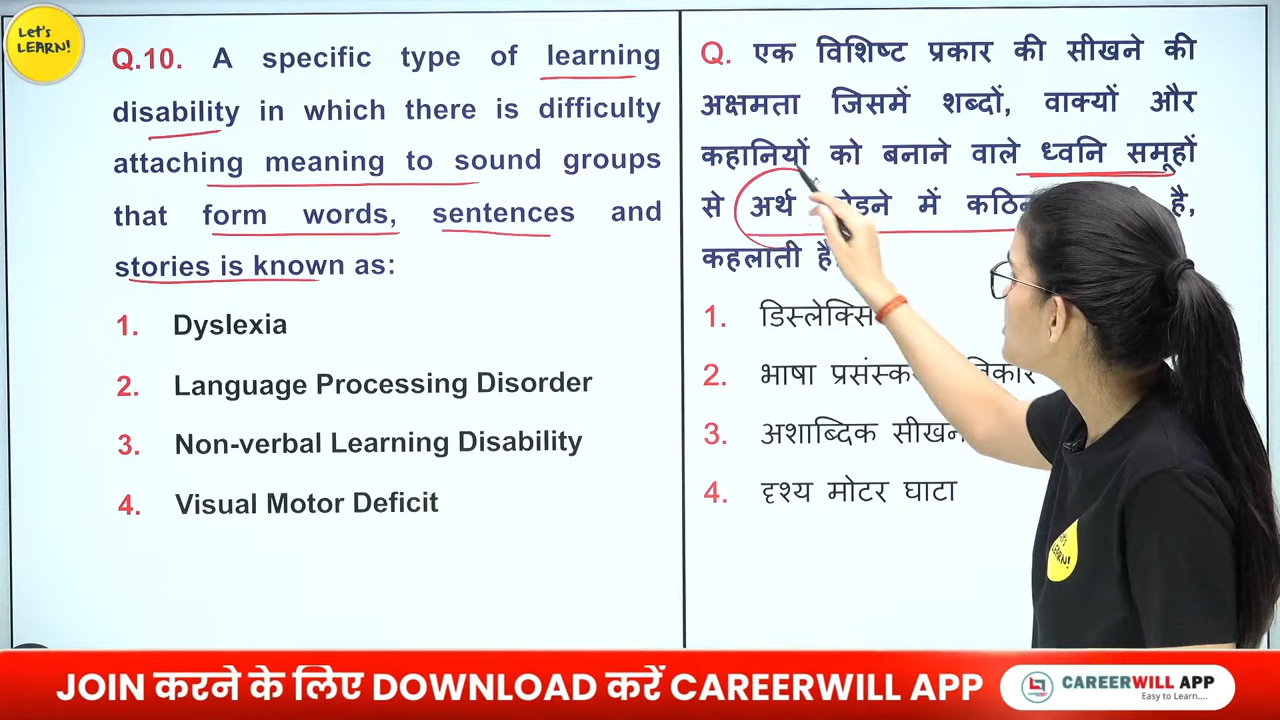 Let's
LEARN!
Q.10. A specific type of learning
disability in which there is difficulty
attaching meaning to sound groups
that form words, sentences and
stories is known as:
1. Dyslexia
2. Language Processing Disorder
3. Non-verbal Learning Disability
4. Visual Motor Deficit
Q. एक विशिष्ट प्रकार की सीखने की
अक्षमता जिसमें शब्दों, वाक्यों और
कहानियों को बनाने वाले ध्वनि समूहों
से अर्थ में है,
कहलाती
1.
2. भाषा
3. अशाब्दिक
4. दृश्य मोटर घाटा
LEARN!
JOIN करने के लिए DOWNLOAD करें CAREERWILL APP
CAREERWILL APP
Easy to Learn....